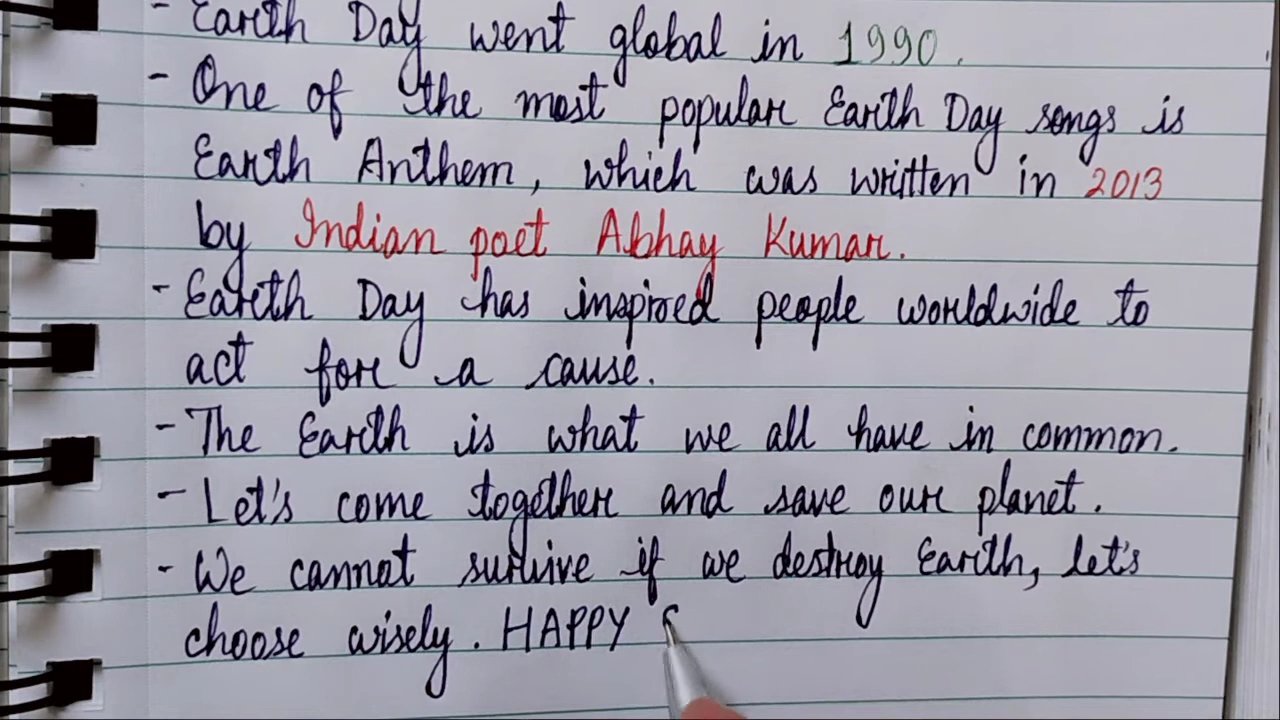 - Earth Day went global in 1990.
- One of the most popular Earth Day songs is
Earth Anthem, which was written in 2013
by Indian poet Abhay Kumar.
- Earth Day has inspired people worldwide to
act for a cause.
- The Earth is what we all have in common.
- Let's come together and save our planet.
- We cannot survive if we destroy Earth, let's
choose wisely. HAPPY